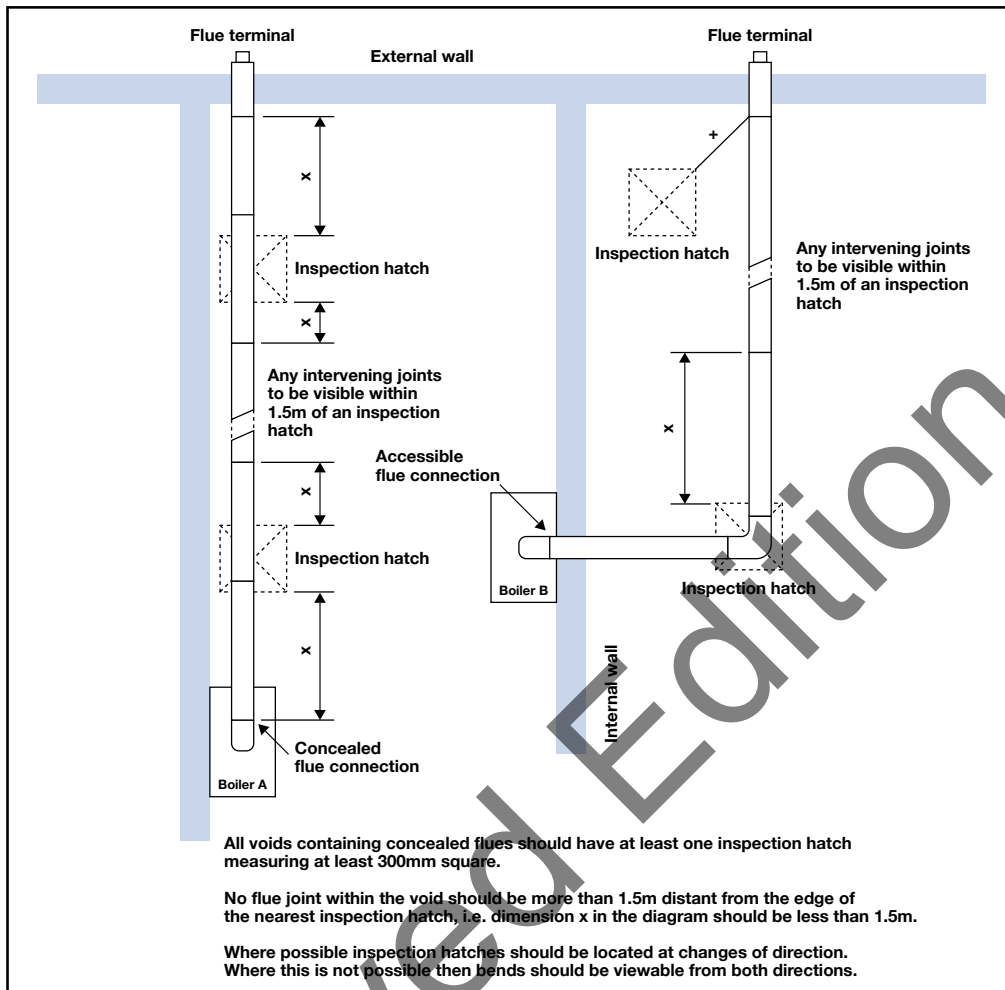 Flue terminal
Flue terminal
External wall
x
+
Inspection hatch
Inspection hatch
Any intervening joints
to be visible within
1.5m of an inspection
hatch
x
Any intervening joints
to be visible within
1.5m of an inspection
hatch
x
Accessible
flue connection
x
Inspection hatch
Boiler B
Inspection hatch
x
Internal wall
Concealed
flue connection
Boiler A
All voids containing concealed flues should have at least one inspection hatch
measuring at least 300mm square.
No flue joint within the void should be more than 1.5m distant from the edge of
the nearest inspection hatch, i.e. dimension x in the diagram should be less than 1.5m.
Where possible inspection hatches should be located at changes of direction.
Where this is not possible then bends should be viewable from both directions.
ved Edition